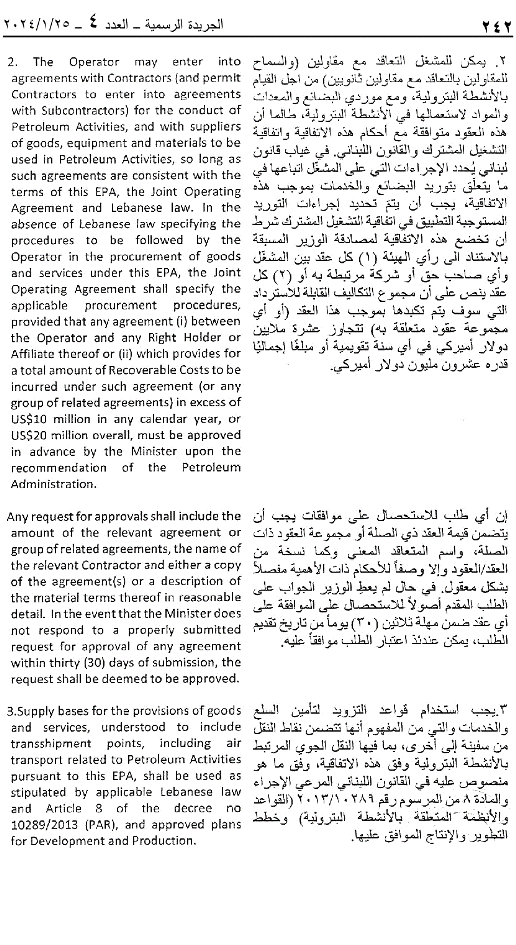 ٢٤٢
الجريدة الرسمية – العدد ٤ – ٢٠٢٤/١/٢٥
2. The Operator may enter into
agreements with Contractors (and permit
Contractors to enter into agreements
with Subcontractors) for the conduct of
Petroleum Activities, and with suppliers
of goods, equipment and materials to be
used in Petroleum Activities, so long as
such agreements are consistent with the
terms of this EPA, the Joint Operating
Agreement and Lebanese law. In the
absence of Lebanese law specifying the
procedures to be followed by the
Operator in the procurement of goods
and services under this EPA, the Joint
Operating Agreement shall specify the
applicable procurement procedures,
provided that any agreement (i) between
the Operator and any Right Holder or
Affiliate thereof or (ii) which provides for
a total amount of Recoverable Costs to be
incurred under such agreement (or any
group of related agreements) in excess of
US$10 million in any calendar year, or
US$20 million overall, must be approved
in advance by the Minister upon the
recommendation of the Petroleum
Administration.
Any request for approvals shall include the
amount of the relevant agreement or
group of related agreements, the name of
the relevant Contractor and either a copy
of the agreement(s) or a description of
the material terms thereof in reasonable
detail. In the event that the Minister does
not respond to a properly submitted
request for approval of any agreement
within thirty (30) days of submission, the
request shall be deemed to be approved.
3.Supply bases for the provisions of goods
and services, understood to include
transshipment points, including air
transport related to Petroleum Activities
pursuant to this EPA, shall be used as
stipulated by applicable Lebanese law
and Article 8 of the decree no
10289/2013 (PAR), and approved plans
for Development and Production.
٢. يمكن للمشغل التعاقد مع مقاولين (والسماح
للمقاولين بالتعاقد مع مقاولين ثانويين) من اجل القيام
بالأنشطة البترولية، ومع موردي البضائع والمعدات
والمواد لاستعمالها في الأنشطة البترولية، طالما أن
هذه العقود متوافقة مع أحكام هذه الاتفاقية واتفاقية
التشغيل المشترك والقانون اللبناني. في غياب قانون
لبناني يُحدد الإجراءات التي على المشغّل اتباعها في
ما يتعلّق بتوريد البضائع والخدمات بموجب هذه
الاتفاقية، يجب أن يتمّ تحديد إجراءات التوريد
المستوجبة التطبيق في اتفاقية التشغيل المشترك شرط
أن تخضع هذه الاتفاقية لمصادقة الوزير المسبقة
بالاستناد الى رأي الهيئة (١) كل عقد بين المشغّل
وأي صاحب حق أو شركة مرتبطة به أو (٢) كل
عقد ينص على أن مجموع التكاليف القابلة للاسترداد
التي سوف يتم تكبدها بموجب هذا العقد (أو أي
مجموعة عقود متعلقة به) تتجاوز عشرة ملايين
دولار أميركي في أي سنة تقويمية أو مبلغًا إجماليًا
قدره عشرون مليون دولار أميركي.
إن أي طلب للاستحصال على موافقات يجب أن
يتضمن قيمة العقد ذي الصلة أو مجموعة العقود ذات
الصلة، واسم المتعاقد المعني وكما نسخة من
العقد/العقود وإلا وصفاً للأحكام ذات الأهمية مفصلاً
بشكل معقول. في حال لم يعطِ الوزير الجواب على
الطلب المقدم أصولاً للاستحصال على الموافقة على
أي عقد ضمن مهلة ثلاثين (٣٠) يوماً من تاريخ تقديم
الطلب، يمكن عندئذ اعتبار الطلب موافقاً عليه.
٣.يجب استخدام قواعد التزويد لتأمين السلع
والخدمات والتي من المفهوم أنها تتضمن نقاط النقل
من سفينة إلى أخرى، بما فيها النقل الجوي المرتبط
بالأنشطة البترولية وفق هذه الاتفاقية، وفق ما هو
منصوص عليه في القانون اللبناني المرعي الإجراء
والمادة ٨ من المرسوم رقم ٢٠١٣/١٠٢٨٩ (القواعد
والأنظمة المتعلقة بالأنشطة البترولية) وخطط
التطوير والإنتاج الموافق عليها.